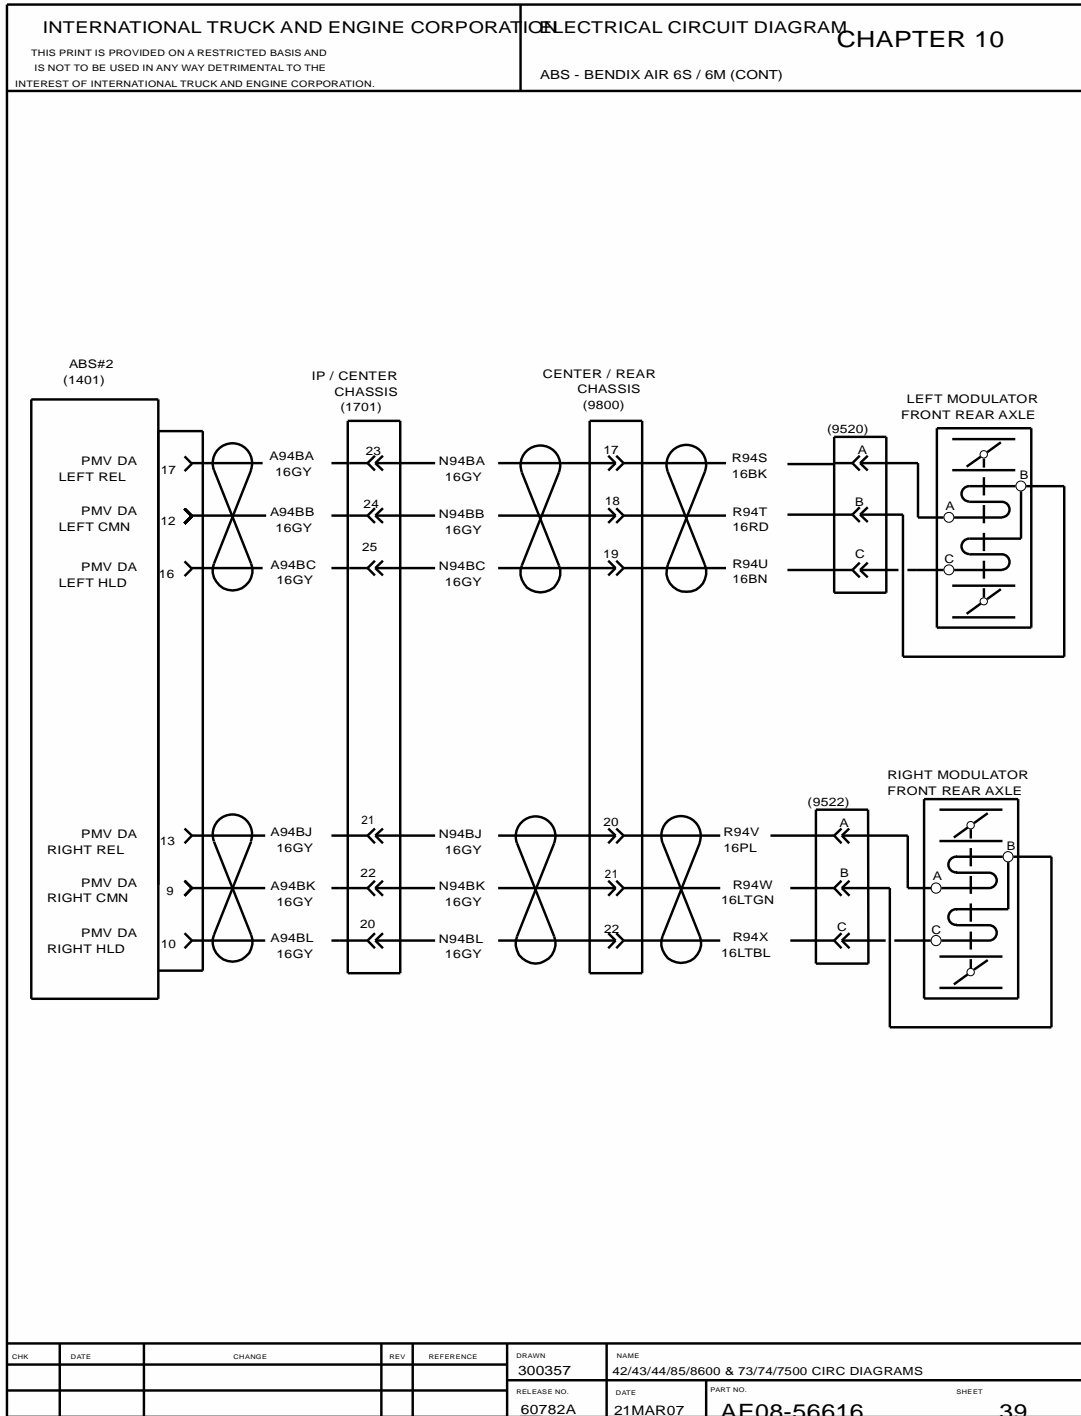 INTERNATIONAL TRUCK AND ENGINE CORPORATION
THIS PRINT IS PROVIDED ON A RESTRICTED BASIS AND
IS NOT TO BE USED IN ANY WAY DETRIMENTAL TO THE
INTEREST OF INTERNATIONAL TRUCK AND ENGINE CORPORATION.
ELECTRICAL CIRCUIT DIAGRAM
CHAPTER 10
ABS - BENDIX AIR 6S / 6M (CONT)
ABS#2
(1401)
IP / CENTER
CHASSIS
(1701)
CENTER / REAR
CHASSIS
(9800)
LEFT MODULATOR
FRONT REAR AXLE
(9520)
PMV DA
LEFT REL
17
A94BA
16GY
23
N94BA
16GY
17
R94S
16BK
A
PMV DA
LEFT CMN
12
A94BB
16GY
24
N94BB
16GY
18
R94T
16RD
B
PMV DA
LEFT HLD
16
A94BC
16GY
25
N94BC
16GY
19
R94U
16BN
C
A
B
C
RIGHT MODULATOR
FRONT REAR AXLE
(9522)
PMV DA
RIGHT REL
13
A94BJ
16GY
21
N94BJ
16GY
20
R94V
16PL
A
PMV DA
RIGHT CMN
9
A94BK
16GY
22
N94BK
16GY
21
R94W
16LTGN
B
PMV DA
RIGHT HLD
10
A94BL
16GY
20
N94BL
16GY
22
R94X
16LTBL
C
A
B
C
CHK
DATE
CHANGE
REV
REFERENCE
DRAWN
300357
NAME
42/43/44/85/8600 & 73/74/7500 CIRC DIAGRAMS
RELEASE NO.
60782A
DATE
21MAR07
PART NO.
AE08-56616
SHEET
39